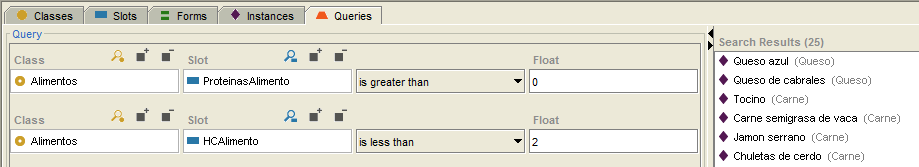 Classes Slots Forms Instances Queries
Query
Class Slot Float
Alimentos ProteinasAlimento is greater than 0
Class Slot Float
Alimentos HCAlimento is less than 2
Search Results (25)
Queso azul (Queso)
Queso de cabrales (Queso)
Tocino (Carne)
Carne semigrasa de vaca (Carne)
Jamon serrano (Carne)
Chuletas de cerdo (Carne)